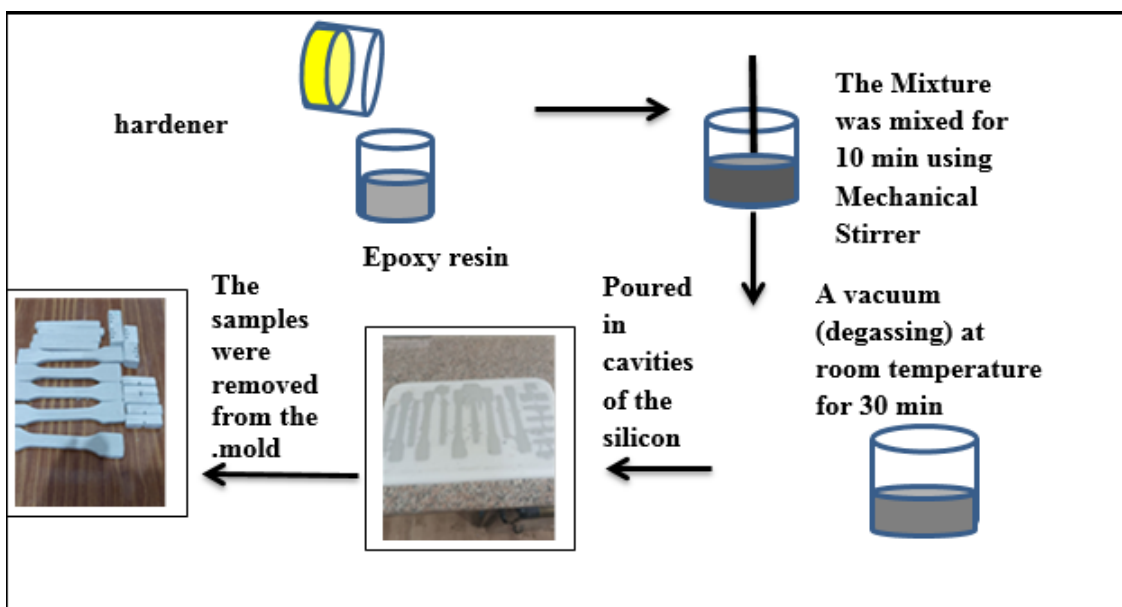 hardener
Epoxy resin
The Mixture
was mixed for
10 min using
Mechanical
Stirrer
A vacuum
(degassing) at
room temperature
for 30 min
Poured
in
cavities
of the
silicon
The
samples
were
removed
from the
.mold